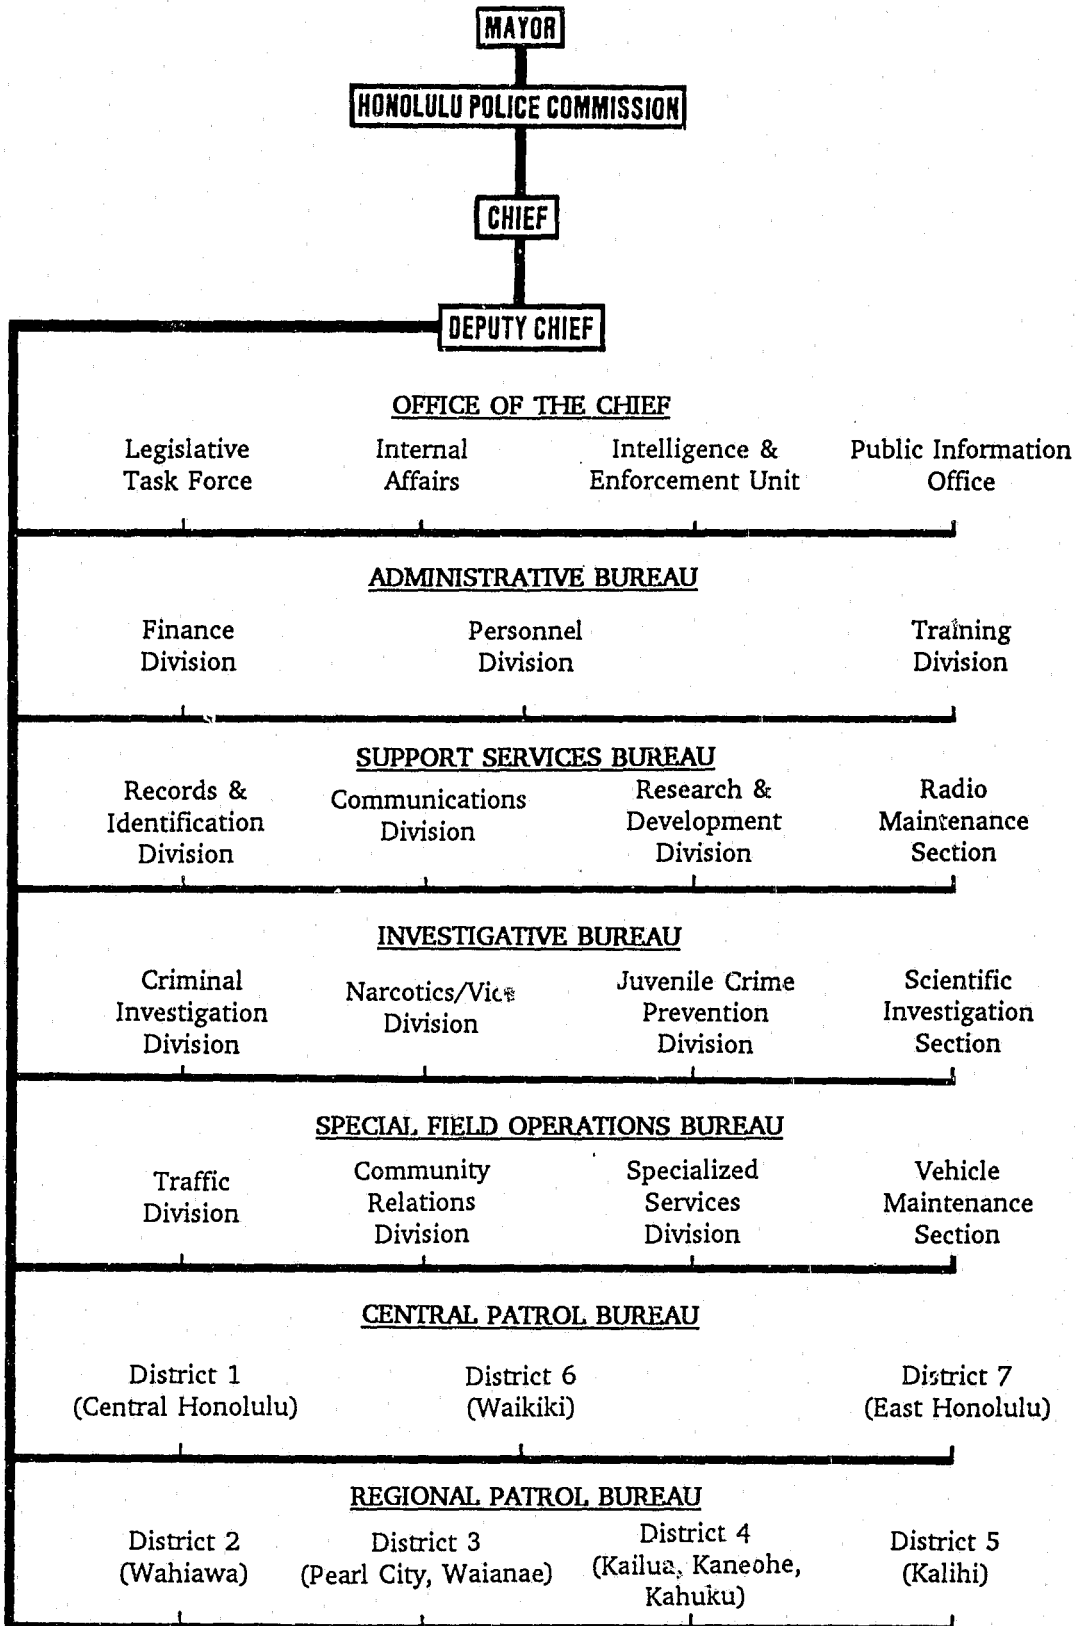 MAYOR
HONOLULU POLICE COMMISSION
CHIEF
DEPUTY CHIEF
OFFICE OF THE CHIEF
Legislative
Task Force
Internal
Affairs
Intelligence &
Enforcement Unit
Public Information
Office
ADMINISTRATIVE BUREAU
Finance
Division
Personnel
Division
Training
Division
SUPPORT SERVICES BUREAU
Records &
Identification
Division
Communications
Division
Research &
Development
Division
Radio
Maintenance
Section
INVESTIGATIVE BUREAU
Criminal
Investigation
Division
Narcotics/Vice
Division
Juvenile Crime
Prevention
Division
Scientific
Investigation
Section
SPECIAL FIELD OPERATIONS BUREAU
Traffic
Division
Community
Relations
Division
Specialized
Services
Division
Vehicle
Maintenance
Section
CENTRAL PATROL BUREAU
District 1
(Central Honolulu)
District 6
(Waikiki)
District 7
(East Honolulu)
REGIONAL PATROL BUREAU
District 2
(Wahiawa)
District 3
(Pearl City, Waianae)
District 4
(Kailua, Kaneohe,
Kahuku)
District 5
(Kalihi)